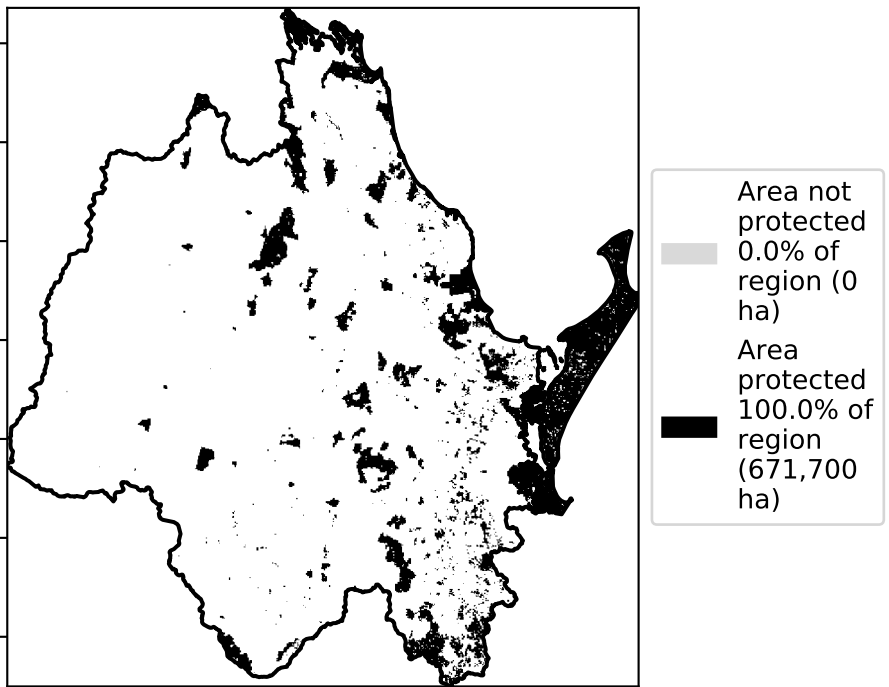 Area not
protected
0.0% of
region (0
ha)
Area
protected
100.0% of
region
(671,700
ha)